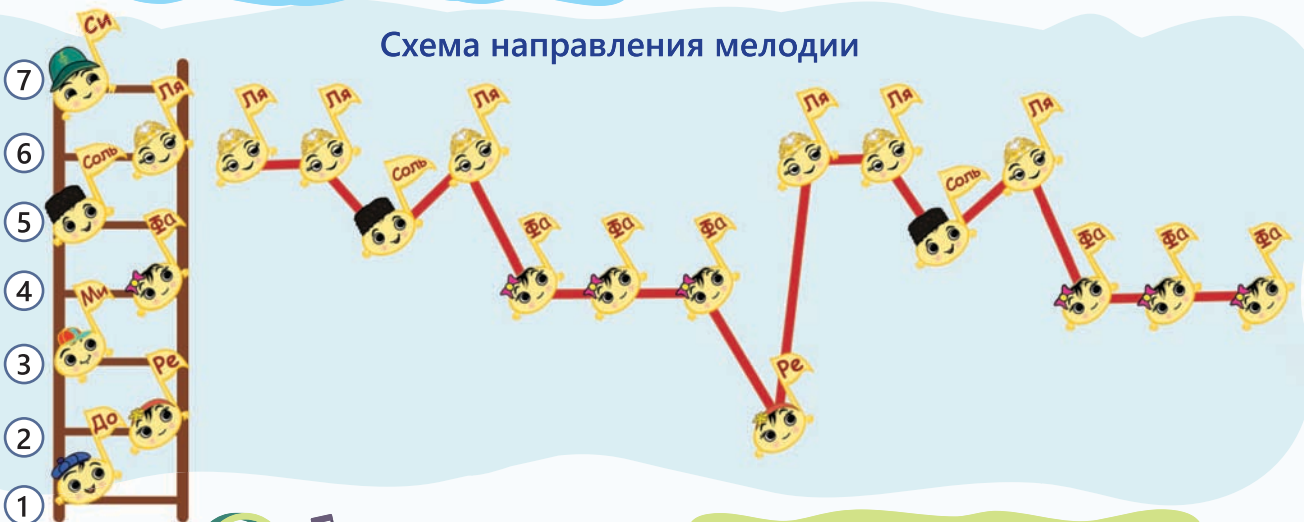 Схема направления мелодии
7
Си
Ля
6
Соль
5
Фа
4
Ми
3
Ре
2
До
1
Ля
Ля
Соль
Ля
Фа
Фа
Фа
Ре
Ля
Ля
Соль
Ля
Фа
Фа
Фа